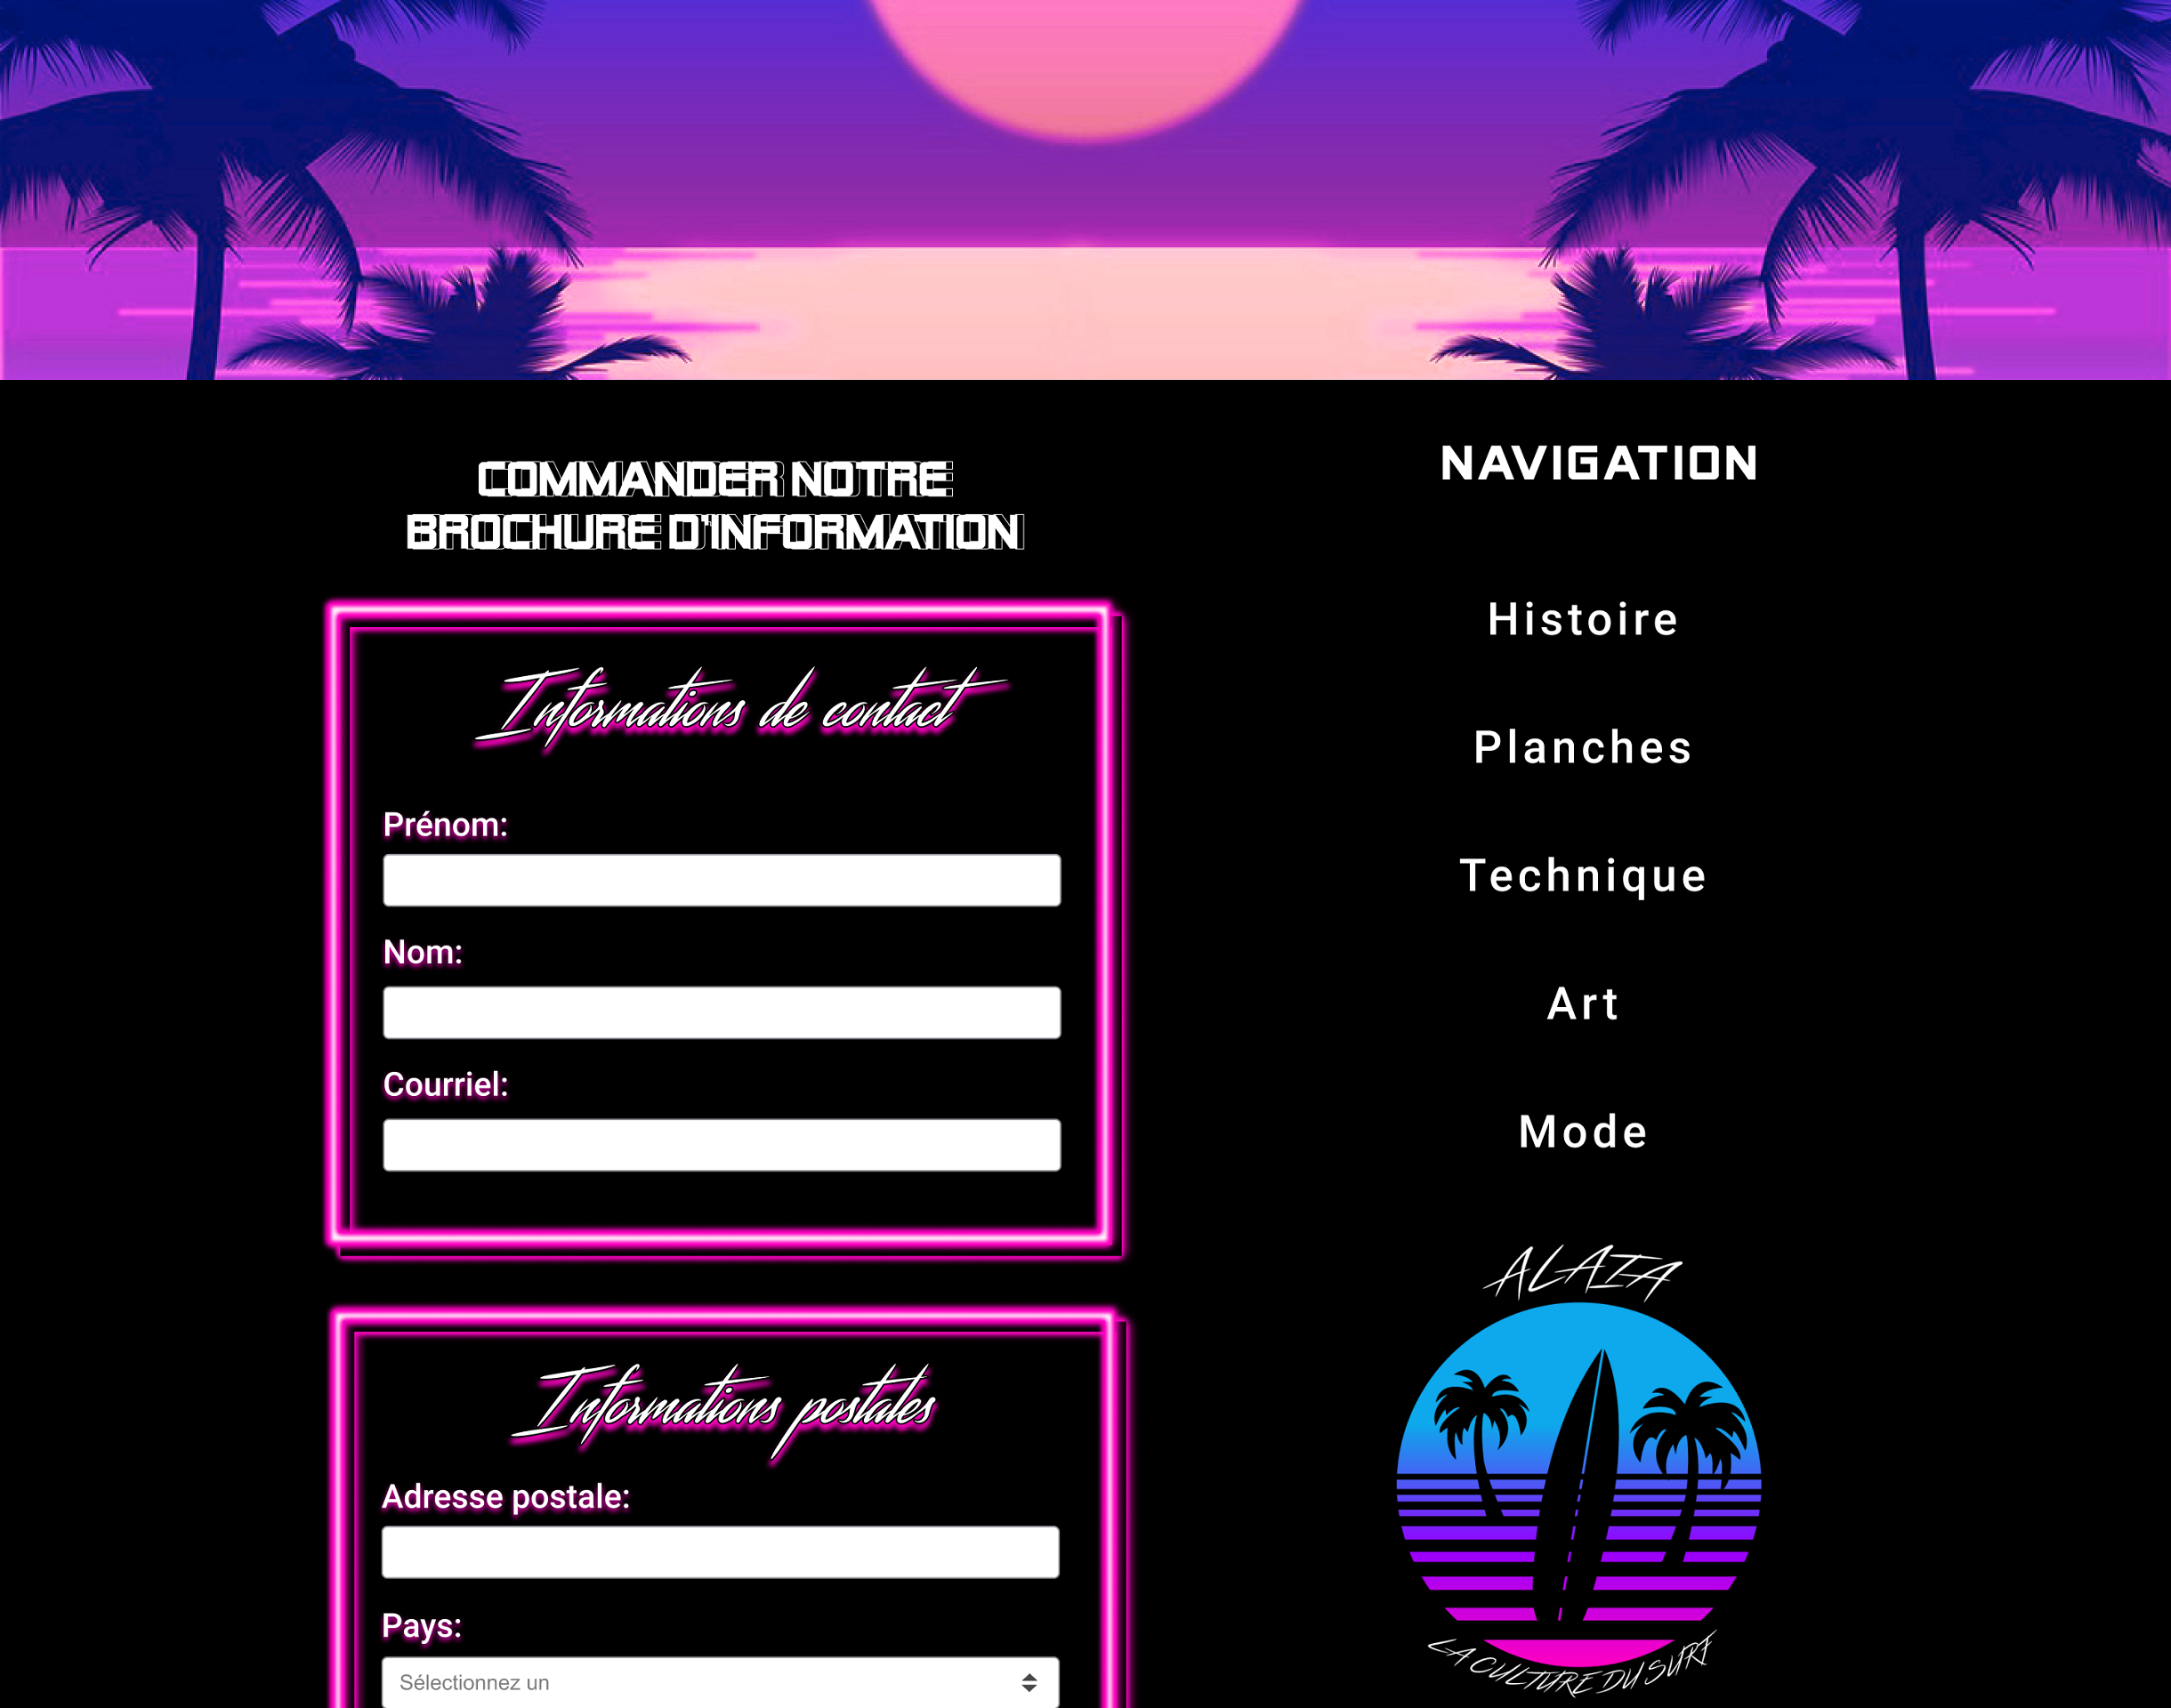 COMMANDER NOTRE
BROCHURE D'INFORMATION
Informations de contact
Prénom:
Nom:
Courriel:
Informations postales
Adresse postale:
Pays:
Sélectionnez un
NAVIGATION
Histoire
Planches
Technique
Art
Mode
ALAIA
LA CULTURE DU SURF